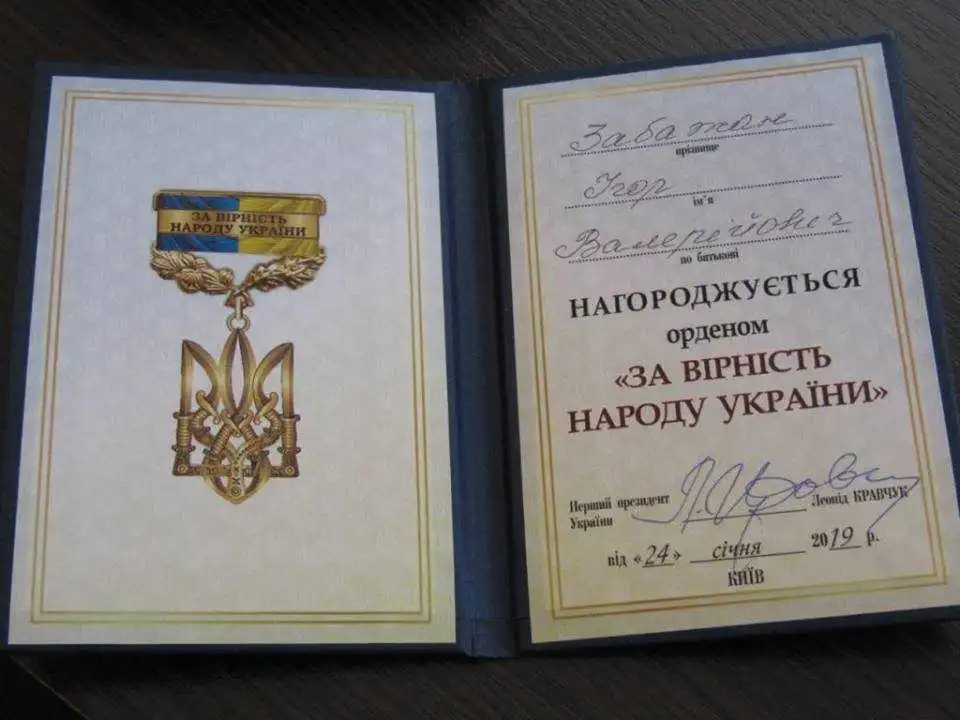 ЗА ВІРНІСТЬ
НАРОДУ УКРАЇНИ
Забажан
прізвище
Ігор
ім'я
Валерійович
по батькові
НАГОРОДЖУЄТЬСЯ
орденом
«ЗА ВІРНІСТЬ
НАРОДУ УКРАЇНИ»
Перший президент
України
Леонід КРАВЧУК
від «24» січня 2019 р.
КИЇВ